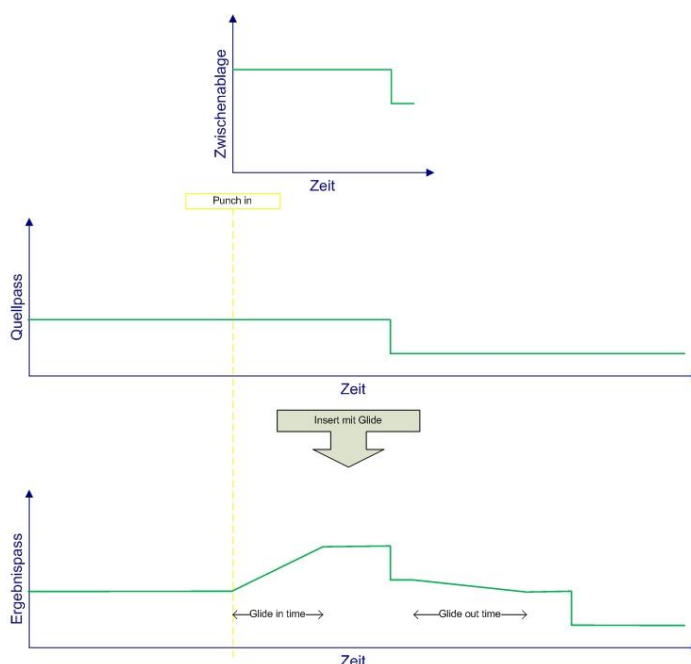 Zwischenablage
Zeit
Punch in
Quellpass
Zeit
Insert mit Glide
Ergebnispass
Glide in time
Glide out time
Zeit